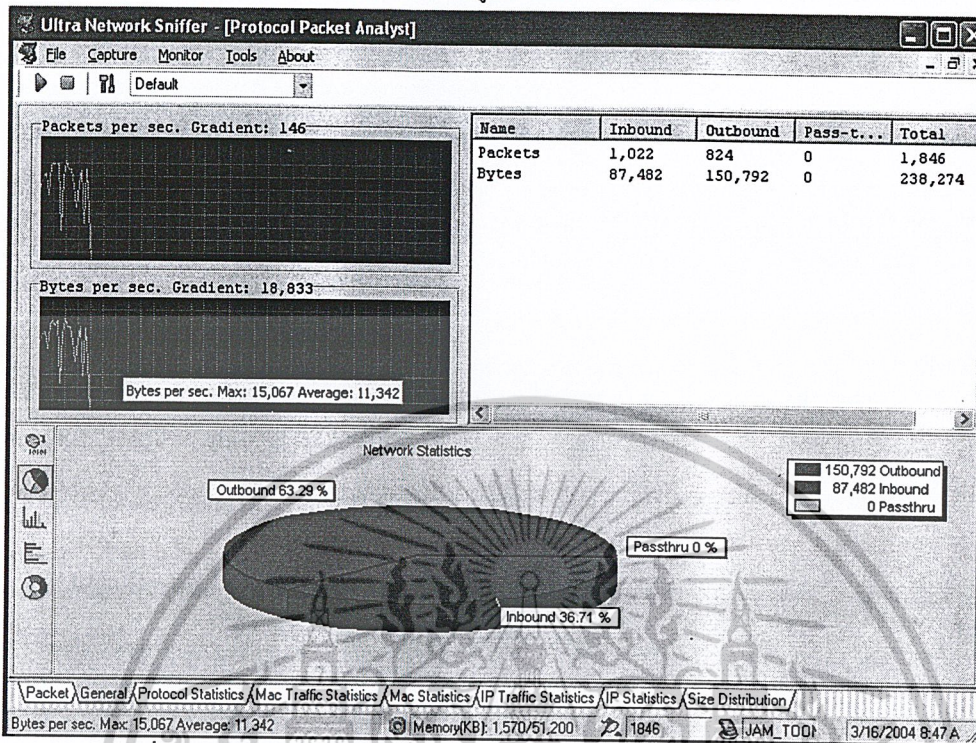 Ultra Network Sniffer - [Protocol Packet Analyst]
File Capture Monitor Tools About
Default
Packets per sec. Gradient: 146
Name Inbound Outbound Pass-t... Total
Packets 1,022 824 0 1,846
Bytes 87,482 150,792 0 238,274
Bytes per sec. Gradient: 18,833
Bytes per sec. Max: 15,067 Average: 11,342
Network Statistics
150,792 Outbound
87,482 Inbound
0 Passthru
Outbound 63.29 %
Passthru 0 %
Inbound 36.71 %
Packet General Protocol Statistics Mac Traffic Statistics Mac Statistics IP Traffic Statistics IP Statistics Size Distribution
Bytes per sec. Max: 15,067 Average: 11,342 Memory(KB): 1,570/51,200 1846 JAM_TOOL 3/16/2004 8:47 A